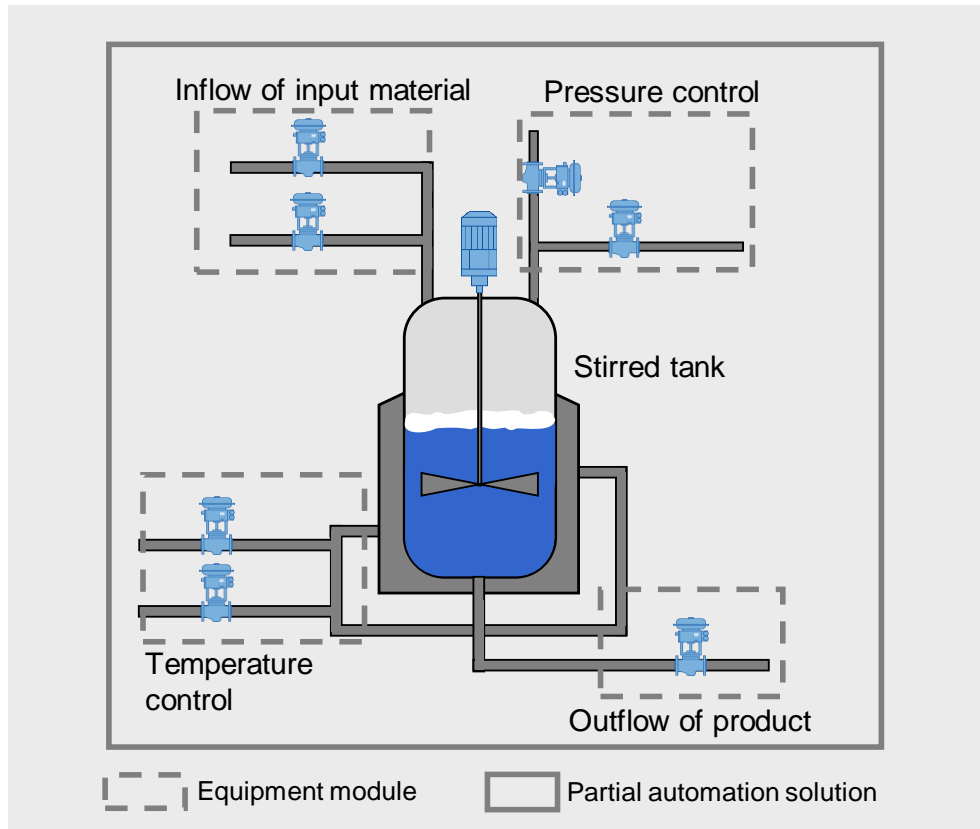 Inflow of input material
Pressure control
Stirred tank
Temperature
control
Outflow of product
Equipment module
Partial automation solution